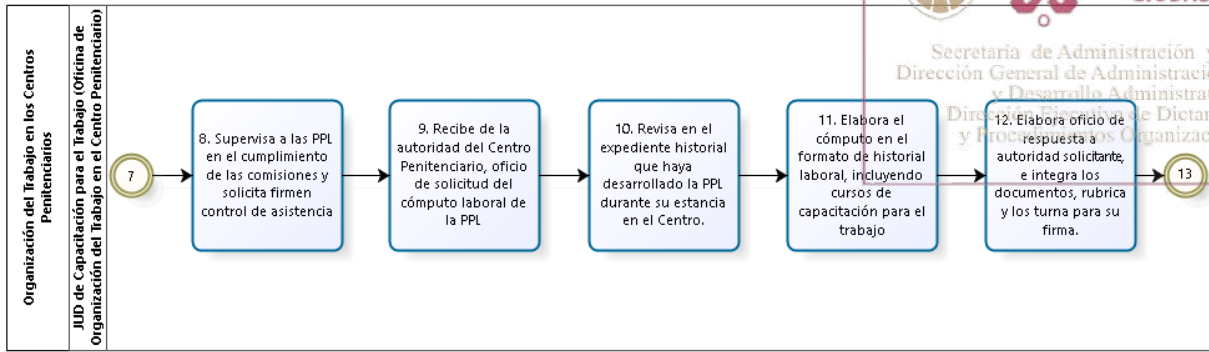 Organización del Trabajo en los Centros
Penitenciarios
JUD de Capacitación para el Trabajo (Oficina de
Organización del Trabajo en el Centro Penitenciario)
7
8. Supervisa a las PPL
en el cumplimiento
de las comisiones y
solicita firmen
control de asistencia
9. Recibe de la
autoridad del Centro
Penitenciario, oficio
de solicitud del
cómputo laboral de
la PPL
10. Revisa en el
expediente historial
que haya
desarrollado la PPL
durante su estancia
en el Centro.
11. Elabora el
cómputo en el
formato de historial
laboral, incluyendo
cursos de
capacitación para el
trabajo
12. Elabora oficio de
respuesta a
autoridad solicitante,
e integra los
documentos, rubrica
y los turna para su
firma.
13
Secretaría de Administración y
Dirección General de Administraci
y Desarrollo Administrat
Dirección Ejecutiva de Dictam
y Procedimientos Organizac